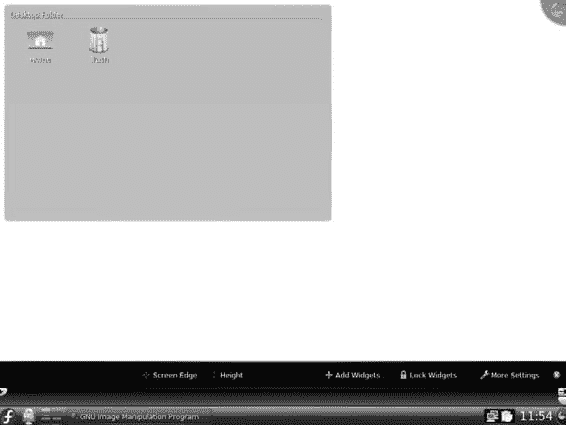 Desktop Folder
Home Trash
Screen Edge Height Add Widgets Lock Widgets More Settings
GNU Image Manipulation Program 11:54